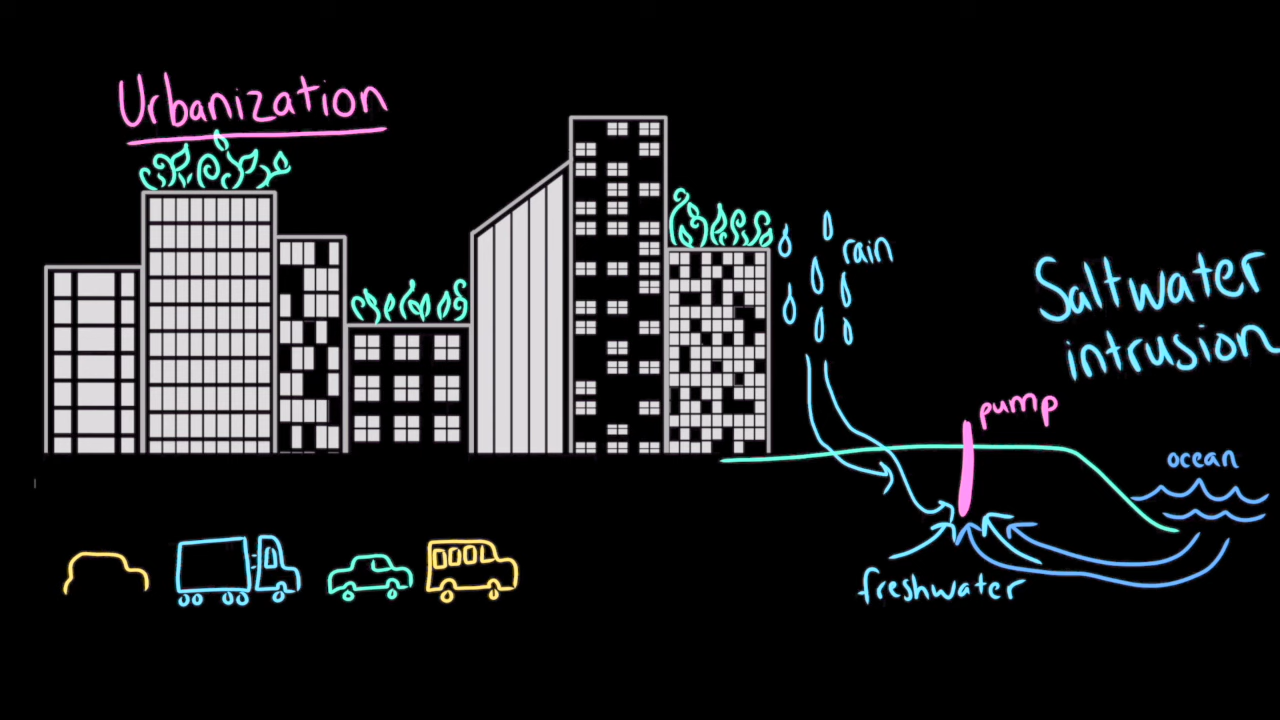 Urbanization
rain
Saltwater
intrusion
pump
ocean
freshwater